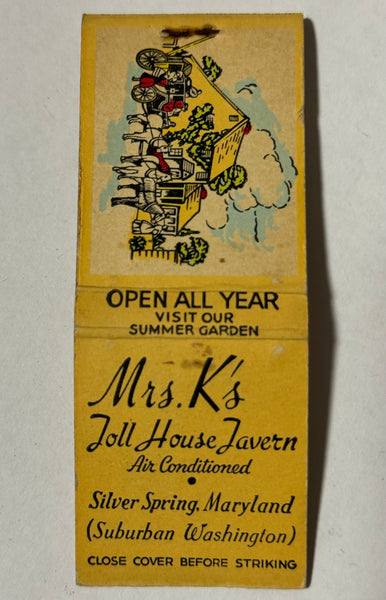 OPEN ALL YEAR
VISIT OUR
SUMMER GARDEN
Mrs. K's
Toll House Tavern
Air Conditioned
•
Silver Spring, Maryland
(Suburban Washington)
CLOSE COVER BEFORE STRIKING